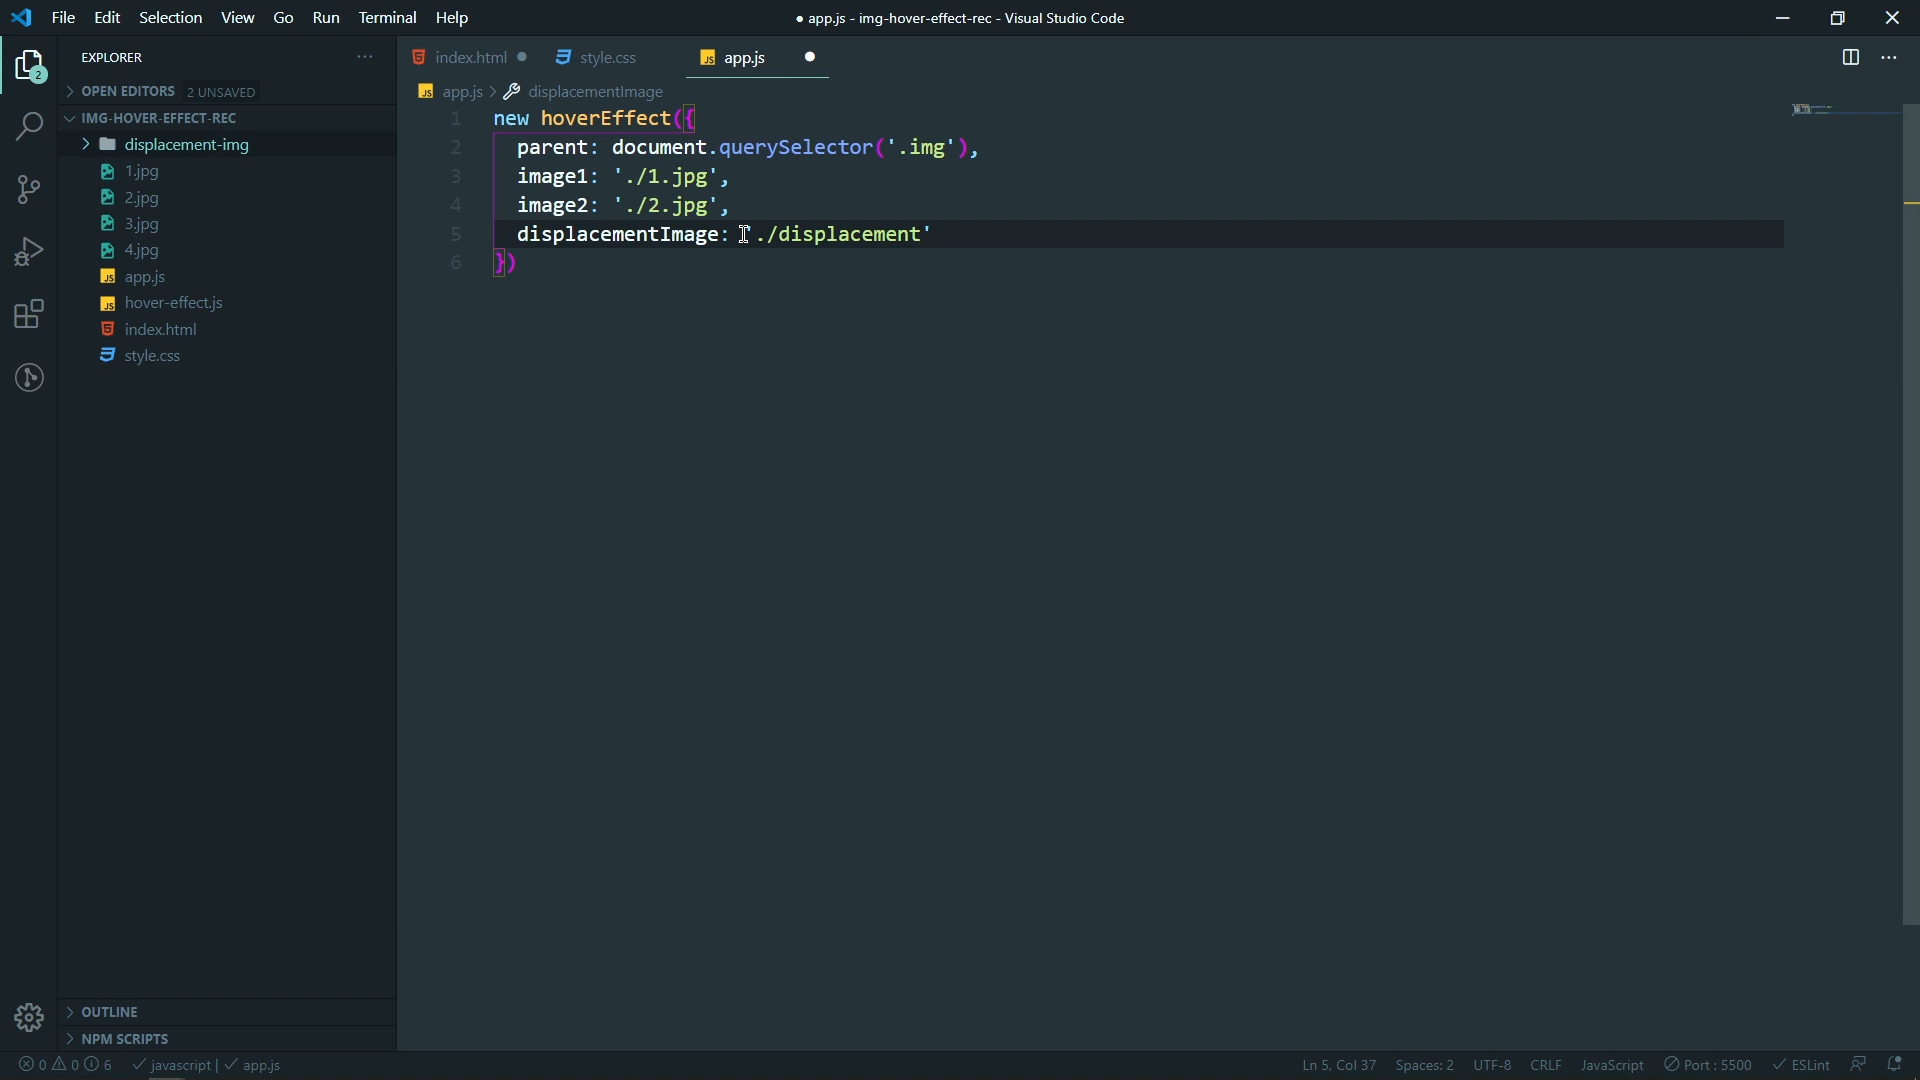 File Edit Selection View Go Run Terminal Help
● app.js - img-hover-effect-rec - Visual Studio Code
EXPLORER
OPEN EDITORS 2 UNSAVED
IMG-HOVER-EFFECT-REC
displacement-img
1.jpg
2.jpg
3.jpg
4.jpg
JS app.js
JS hover-effect.js
index.html
style.css
OUTLINE
NPM SCRIPTS
2
index.html
style.css
JS app.js
JS app.js > displacementImage
1 new hoverEffect({
2 parent: document.querySelector('.img'),
3 image1: './1.jpg',
4 image2: './2.jpg',
5 displacementImage: './displacement'
6 })
0 0 6 javascript | app.js
Ln 5, Col 37 Spaces: 2 UTF-8 CRLF JavaScript Port : 5500 ESLint